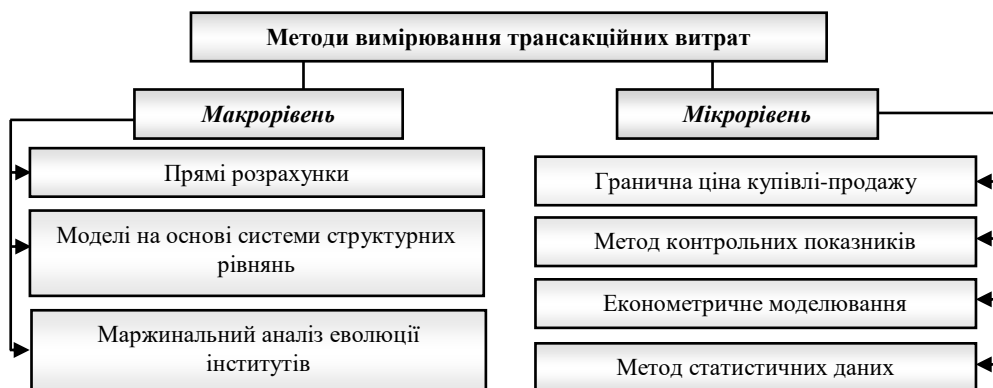 Методи вимірювання трансакційних витрат
Макрорівень
Прямі розрахунки
Моделі на основі системи структурних
рівнянь
Маржинальний аналіз еволюції
інститутів
Мікрорівень
Гранична ціна купівлі-продажу
Метод контрольних показників
Економетричне моделювання
Метод статистичних даних